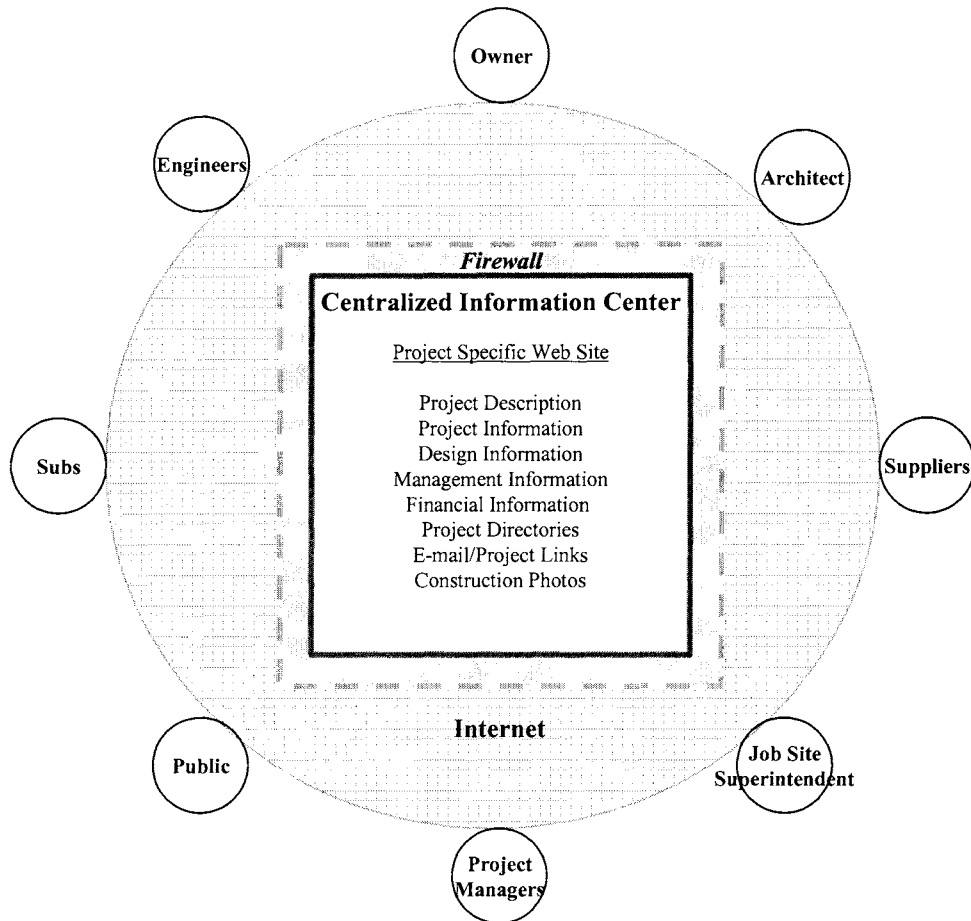 Owner
Engineers
Architect
Firewall
Centralized Information Center
Project Specific Web Site
Project Description
Project Information
Design Information
Management Information
Financial Information
Project Directories
E-mail/Project Links
Construction Photos
Subs
Suppliers
Internet
Public
Job Site
Superintendent
Project
Managers